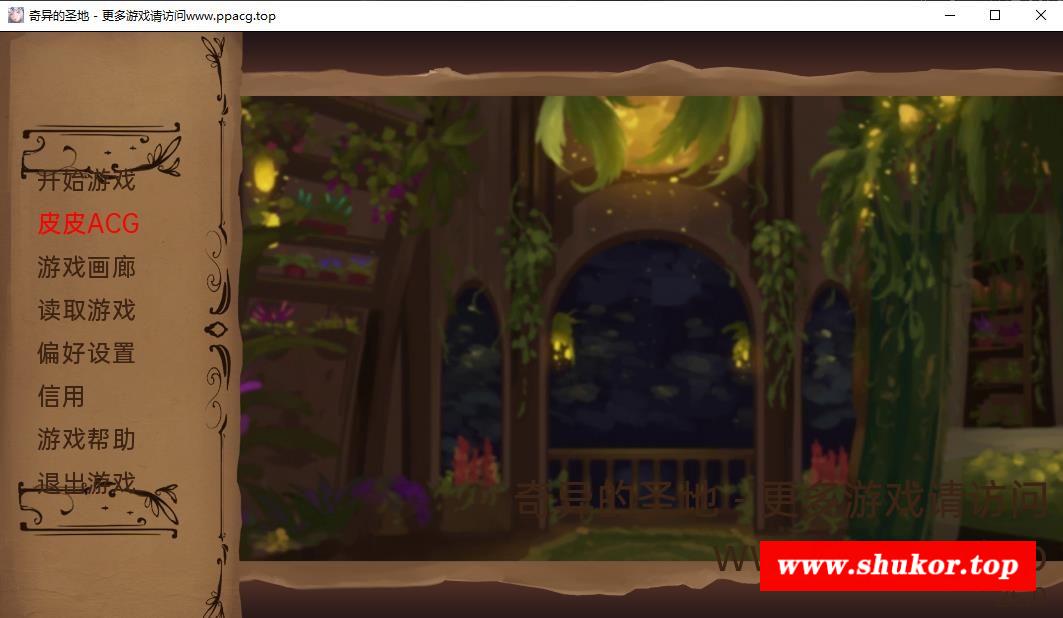 奇异的圣地 - 更多游戏请访问www.ppacg.top
开始游戏
皮皮ACG
游戏画廊
读取游戏
偏好设置
信用
游戏帮助
退出游戏
奇异的圣地 - 更多游戏请访问
www.shukor.top